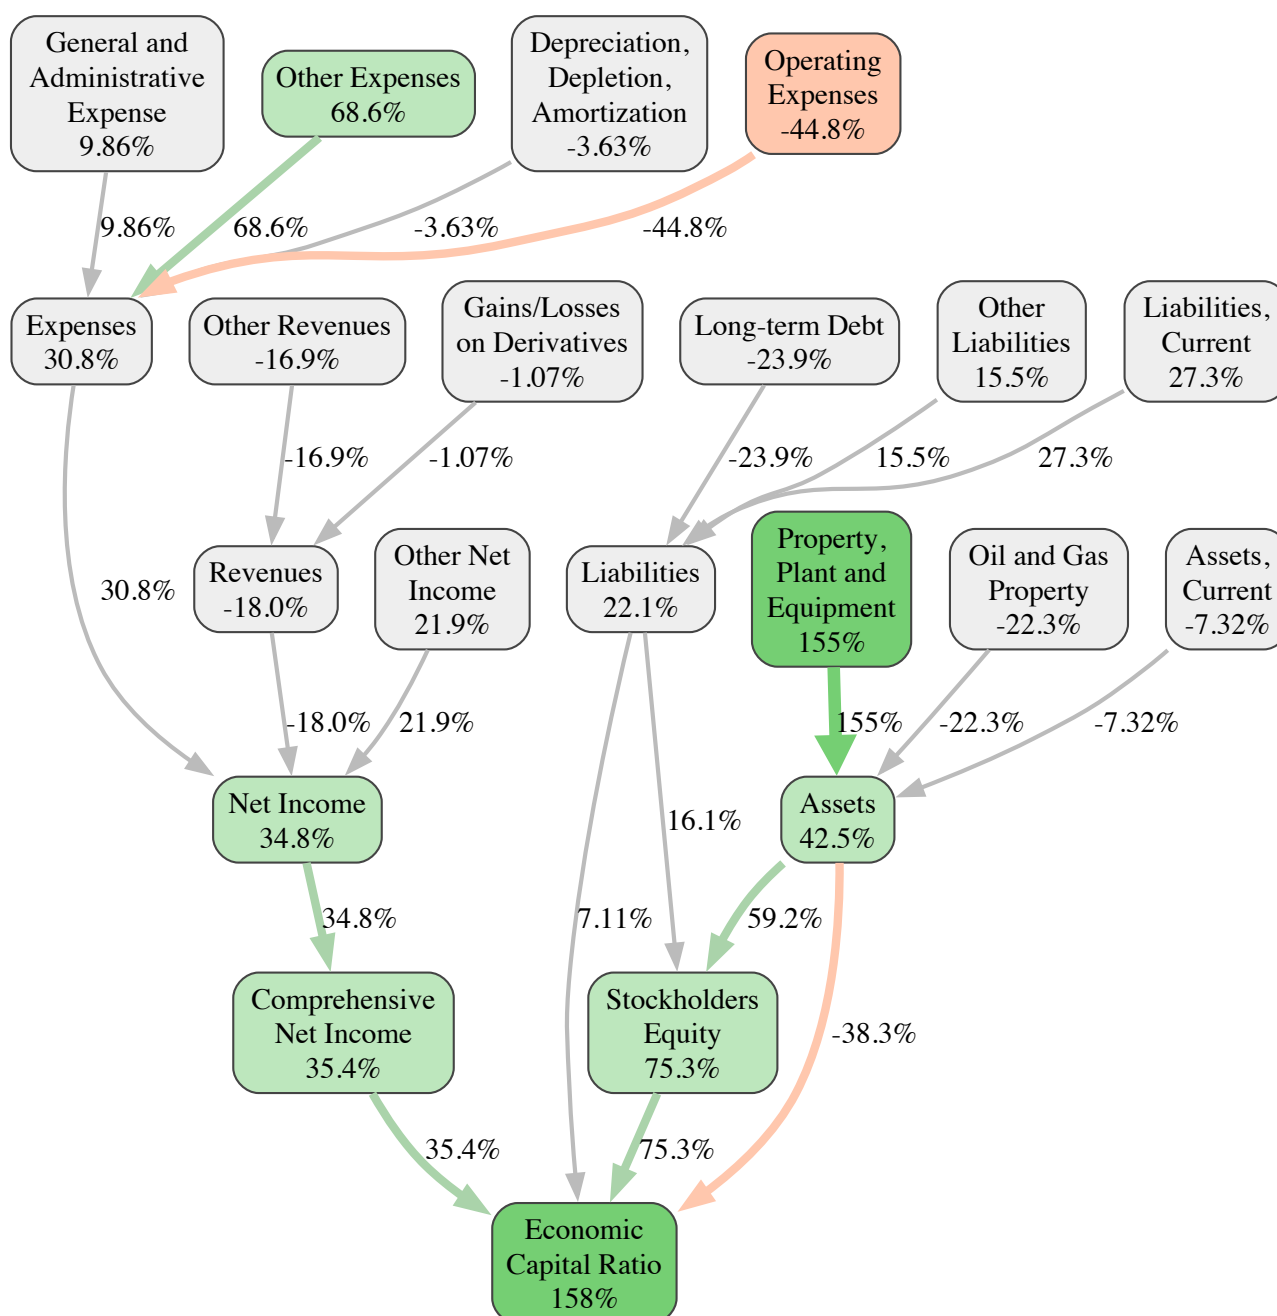 General and
Administrative
Expense
9.86%
Other Expenses
68.6%
Depreciation,
Depletion,
Amortization
-3.63%
Operating
Expenses
-44.8%
9.86%
68.6%
-3.63%
-44.8%
Expenses
30.8%
Other Revenues
-16.9%
Gains/Losses
on Derivatives
-1.07%
Long-term Debt
-23.9%
Other
Liabilities
15.5%
Liabilities,
Current
27.3%
-16.9%
-1.07%
-23.9%
15.5%
27.3%
Revenues
-18.0%
Other Net
Income
21.9%
Liabilities
22.1%
Property,
Plant and
Equipment
155%
Oil and Gas
Property
-22.3%
Assets,
Current
-7.32%
30.8%
-18.0%
21.9%
155%
-22.3%
-7.32%
Net Income
34.8%
16.1%
Assets
42.5%
34.8%
7.11%
59.2%
Comprehensive
Net Income
35.4%
Stockholders
Equity
75.3%
-38.3%
35.4%
75.3%
Economic
Capital Ratio
158%